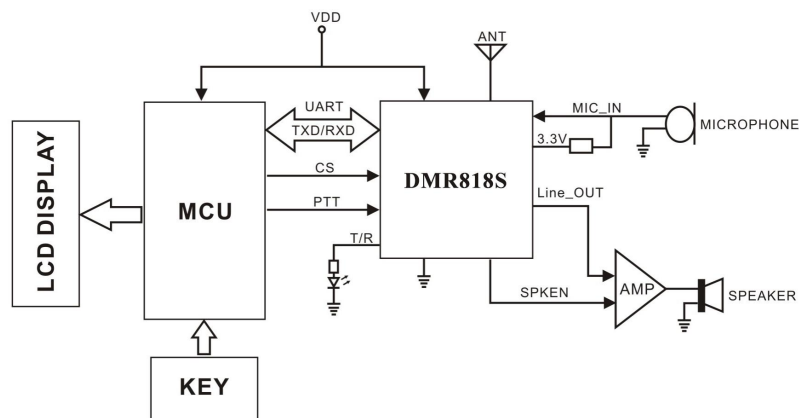 VDD
ANT
UART
TXD/RXD
MIC_IN
MICROPHONE
3.3V
LCD DISPLAY
MCU
CS
DMR818S
PTT
Line_OUT
T/R
SPKEN
AMP
SPEAKER
KEY